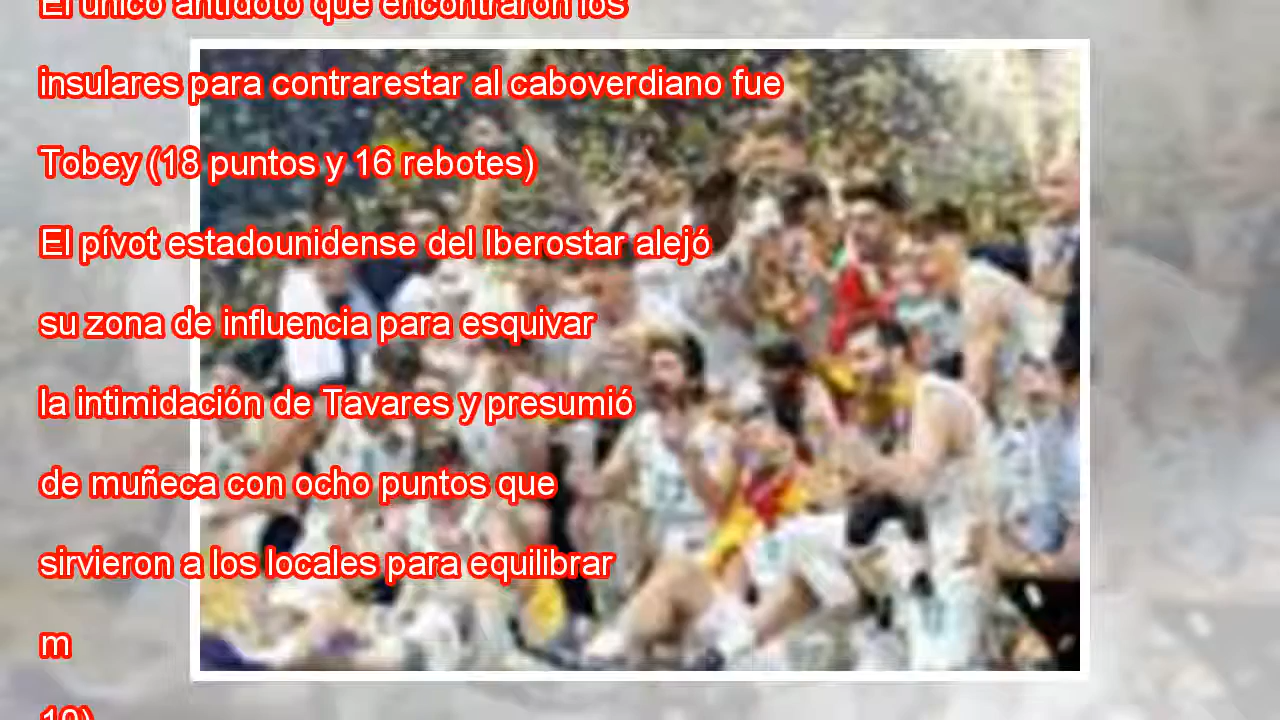 El único antídoto que encontraron los
insulares para contrarestar al caboverdiano fue
Tobey (18 puntos y 16 rebotes)
El pívot estadounidense del Iberostar alejó
su zona de influencia para esquivar
la intimidación de Tavares y presumió
de muñeca con ocho puntos que
sirvieron a los locales para equilibrar
m
19)